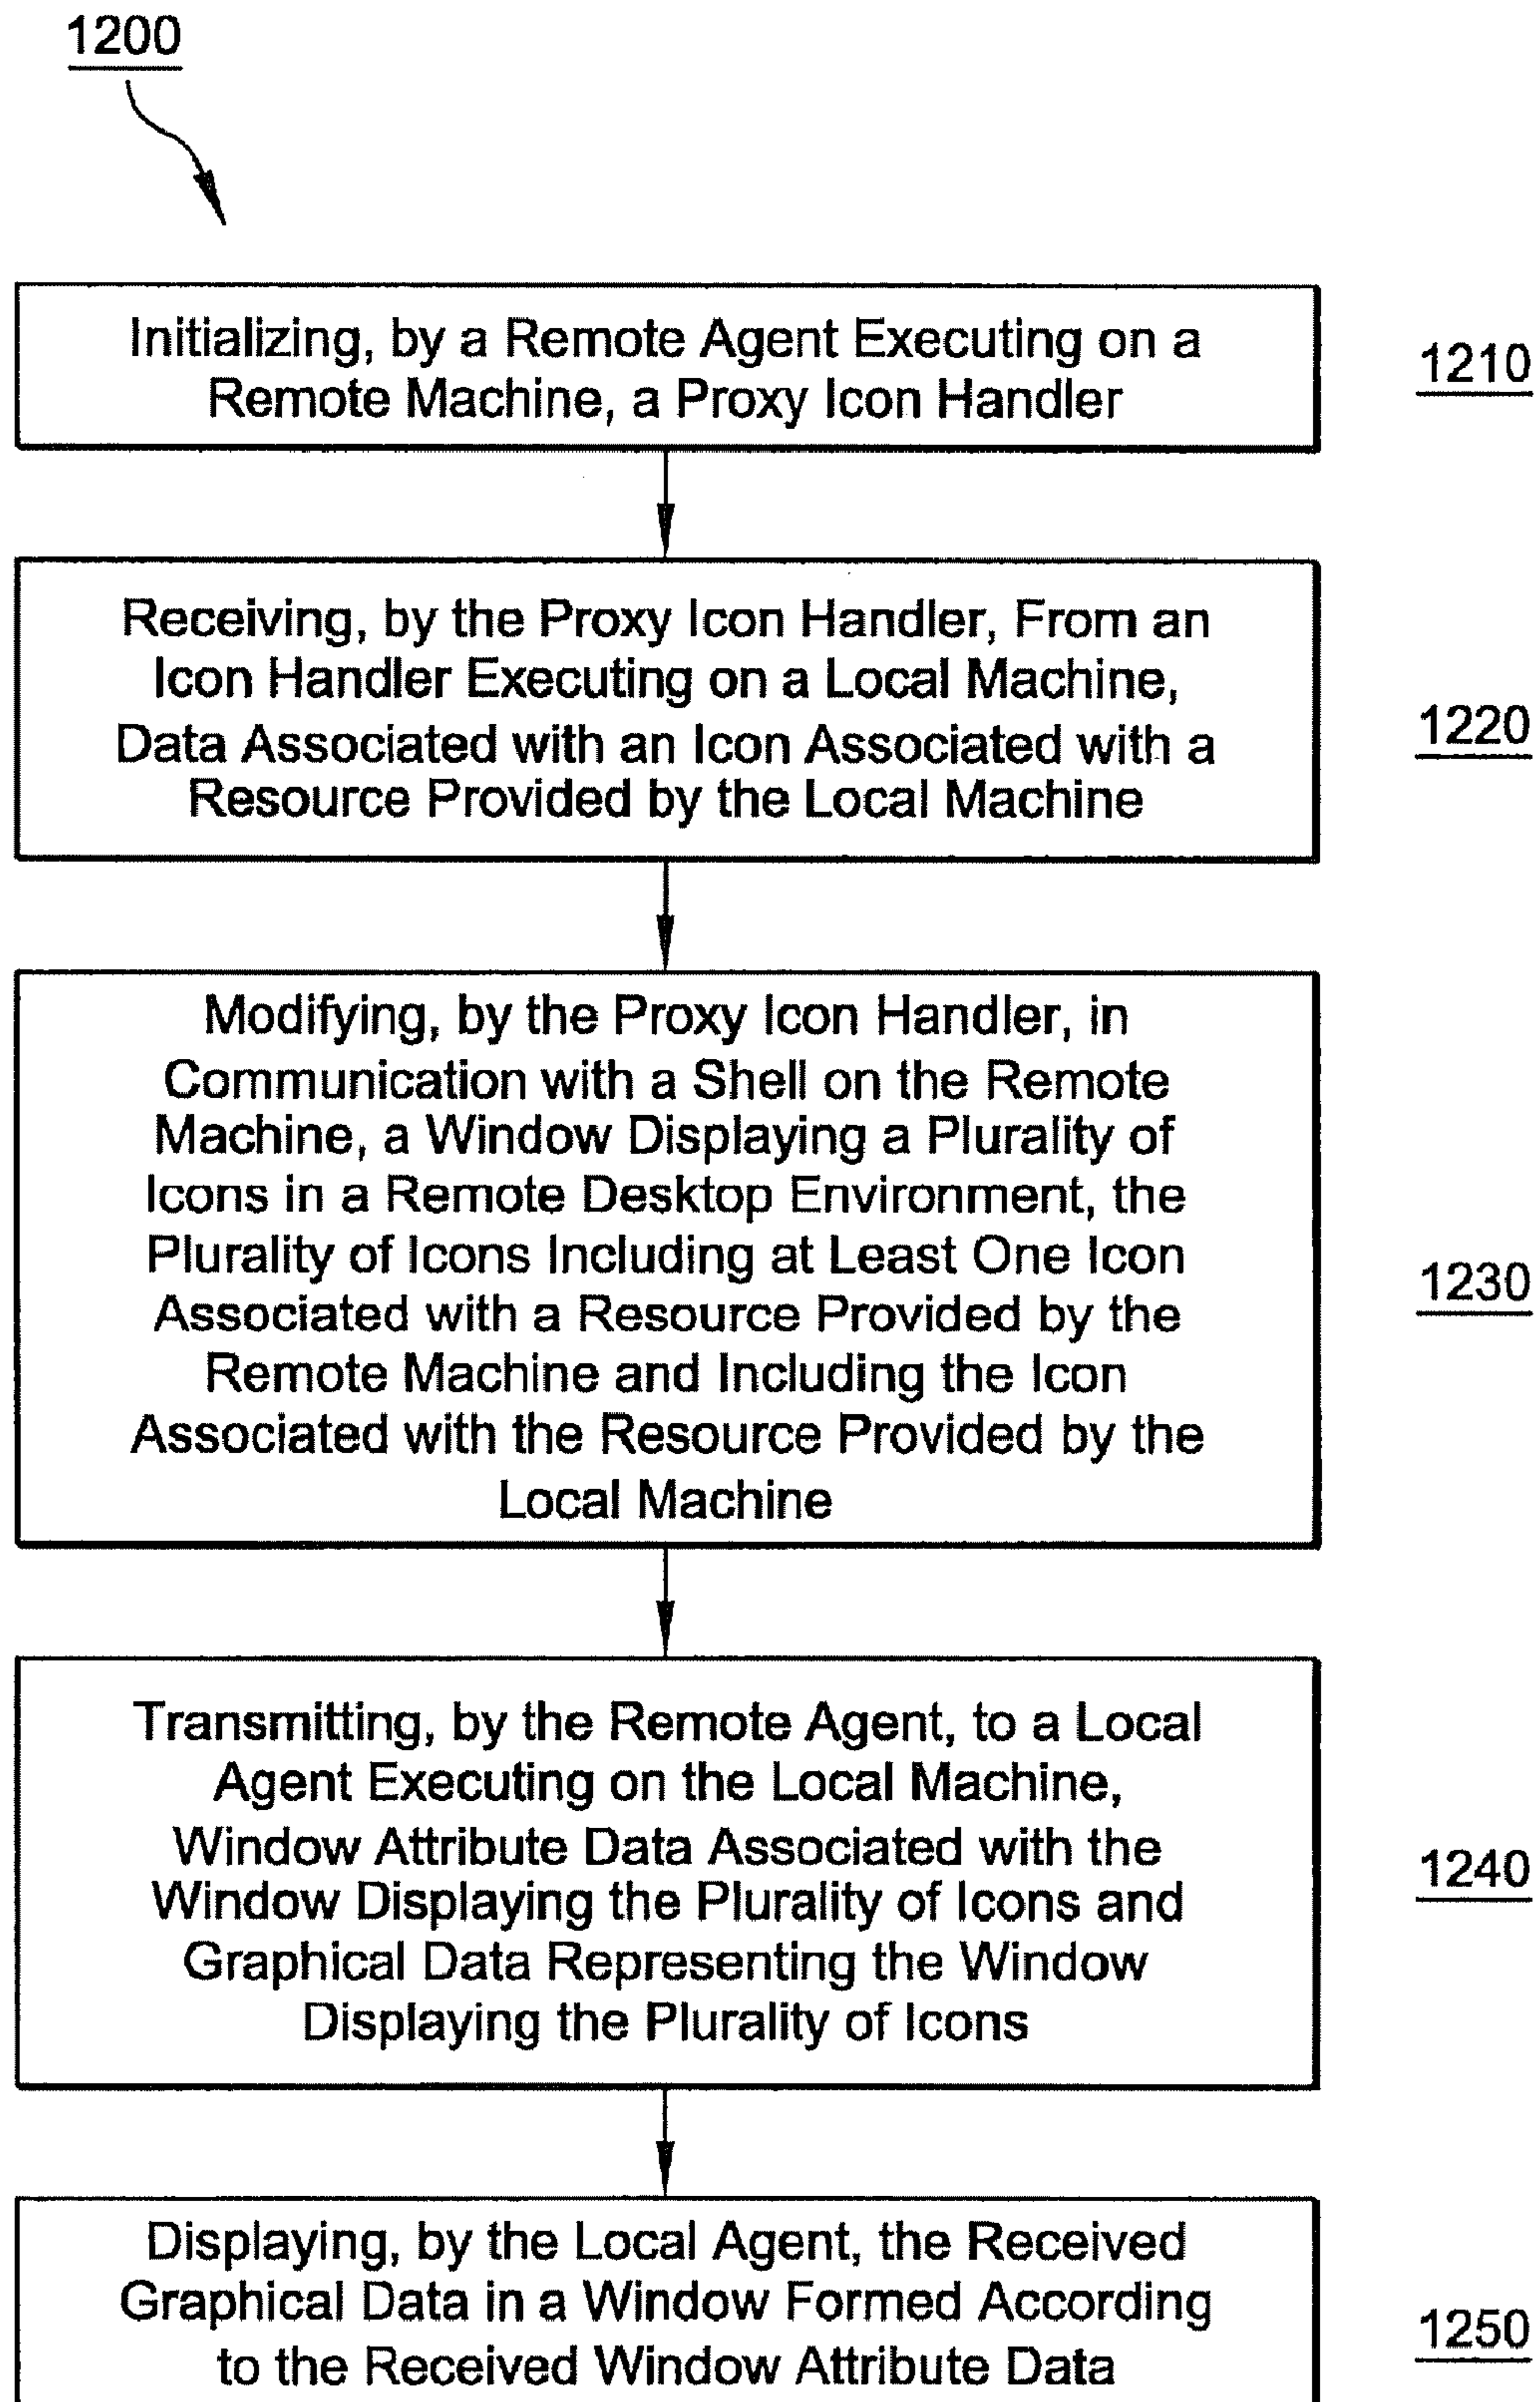 1200
Initializing, by a Remote Agent Executing on a
Remote Machine, a Proxy Icon Handler
1210
Receiving, by the Proxy Icon Handler, From an
Icon Handler Executing on a Local Machine,
Data Associated with an Icon Associated with a
Resource Provided by the Local Machine
1220
Modifying, by the Proxy Icon Handler, in
Communication with a Shell on the Remote
Machine, a Window Displaying a Plurality of
Icons in a Remote Desktop Environment, the
Plurality of Icons Including at Least One Icon
Associated with a Resource Provided by the
Remote Machine and Including the Icon
Associated with the Resource Provided by the
Local Machine
1230
Transmitting, by the Remote Agent, to a Local
Agent Executing on the Local Machine,
Window Attribute Data Associated with the
Window Displaying the Plurality of Icons and
Graphical Data Representing the Window
Displaying the Plurality of Icons
1240
Displaying, by the Local Agent, the Received
Graphical Data in a Window Formed According
to the Received Window Attribute Data
1250